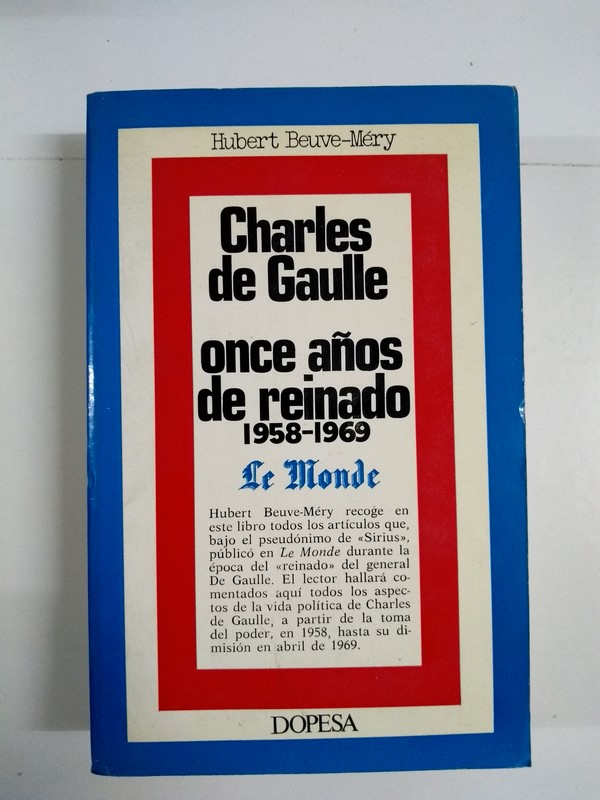 Hubert Beuve-Méry
Charles
de Gaulle
once años
de reinado
1958-1969
Le Monde
Hubert Beuve-Méry recoge en
este libro todos los artículos que,
bajo el pseudónimo de «Sirius»,
públicó en Le Monde durante la
época del «reinado» del general
De Gaulle. El lector hallará co-
mentados aquí todos los aspec-
tos de la vida política de Charles
de Gaulle, a partir de la toma
del poder, en 1958, hasta su di-
misión en abril de 1969.
DOPESA